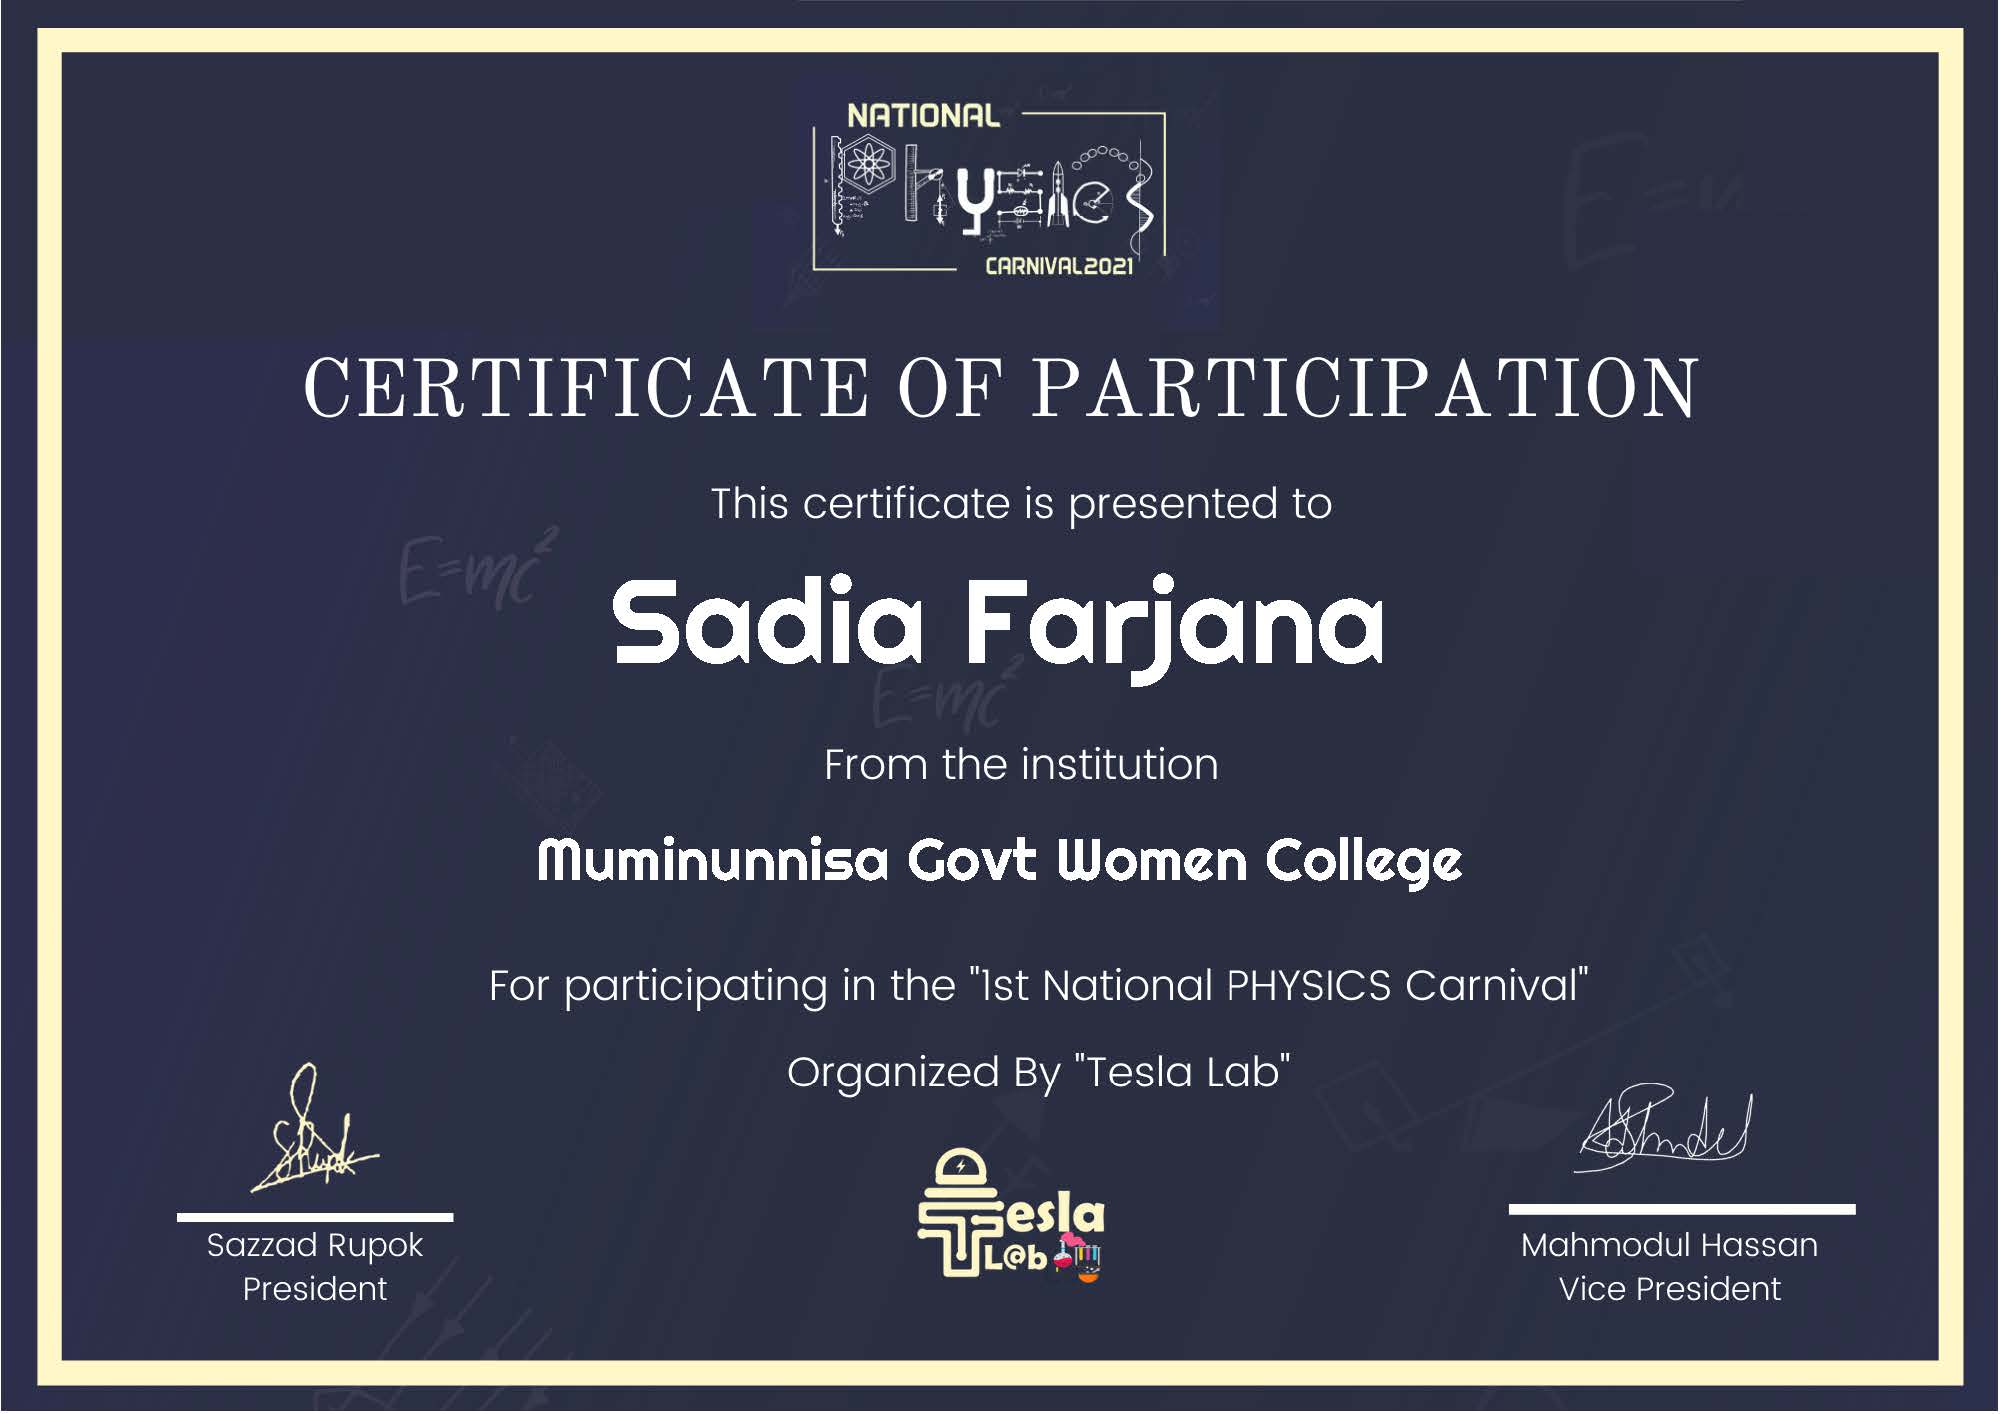 NATIONAL
Physics
CARNIVAL2021
E=m
CERTIFICATE OF PARTICIPATION
This certificate is presented to
E=mc²
Sadia Farjana
E=mc²
From the institution
Muminunnisa Govt Women College
For participating in the "1st National PHYSICS Carnival"
Organized By "Tesla Lab"
Tesla
L@b
Sazzad Rupok
President
Mahmodul Hassan
Vice President